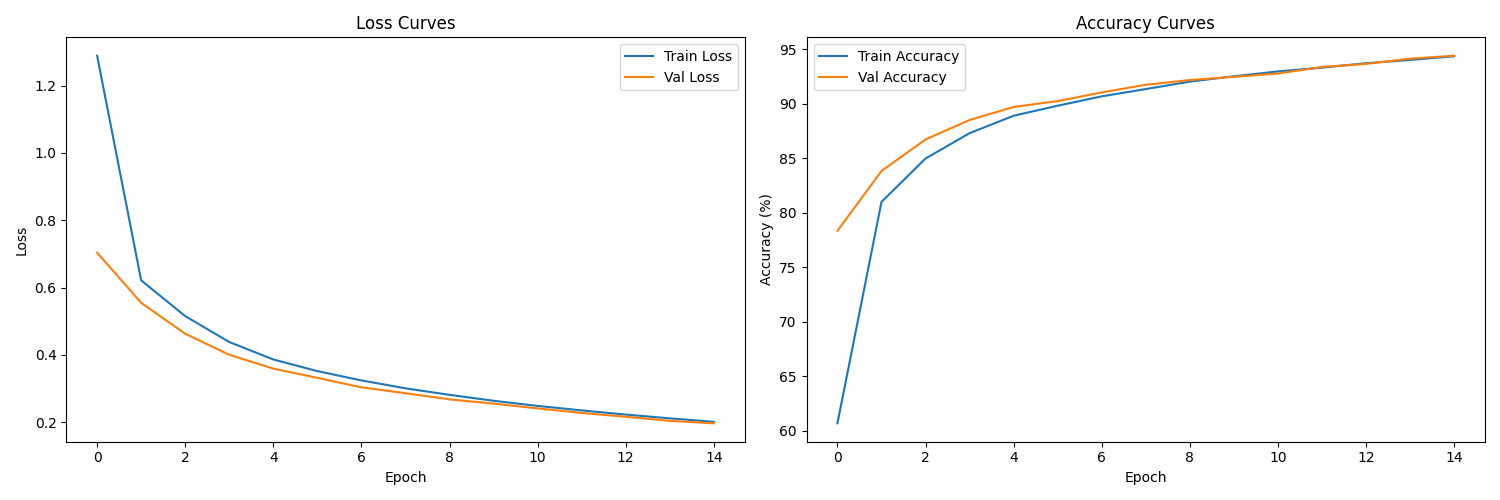 Loss Curves
Train Loss
Val Loss
Loss
1.2
1.0
0.8
0.6
0.4
0.2
0 2 4 6 8 10 12 14
Epoch
Accuracy Curves
Train Accuracy
Val Accuracy
Accuracy (%)
95
90
85
80
75
70
65
60
0 2 4 6 8 10 12 14
Epoch